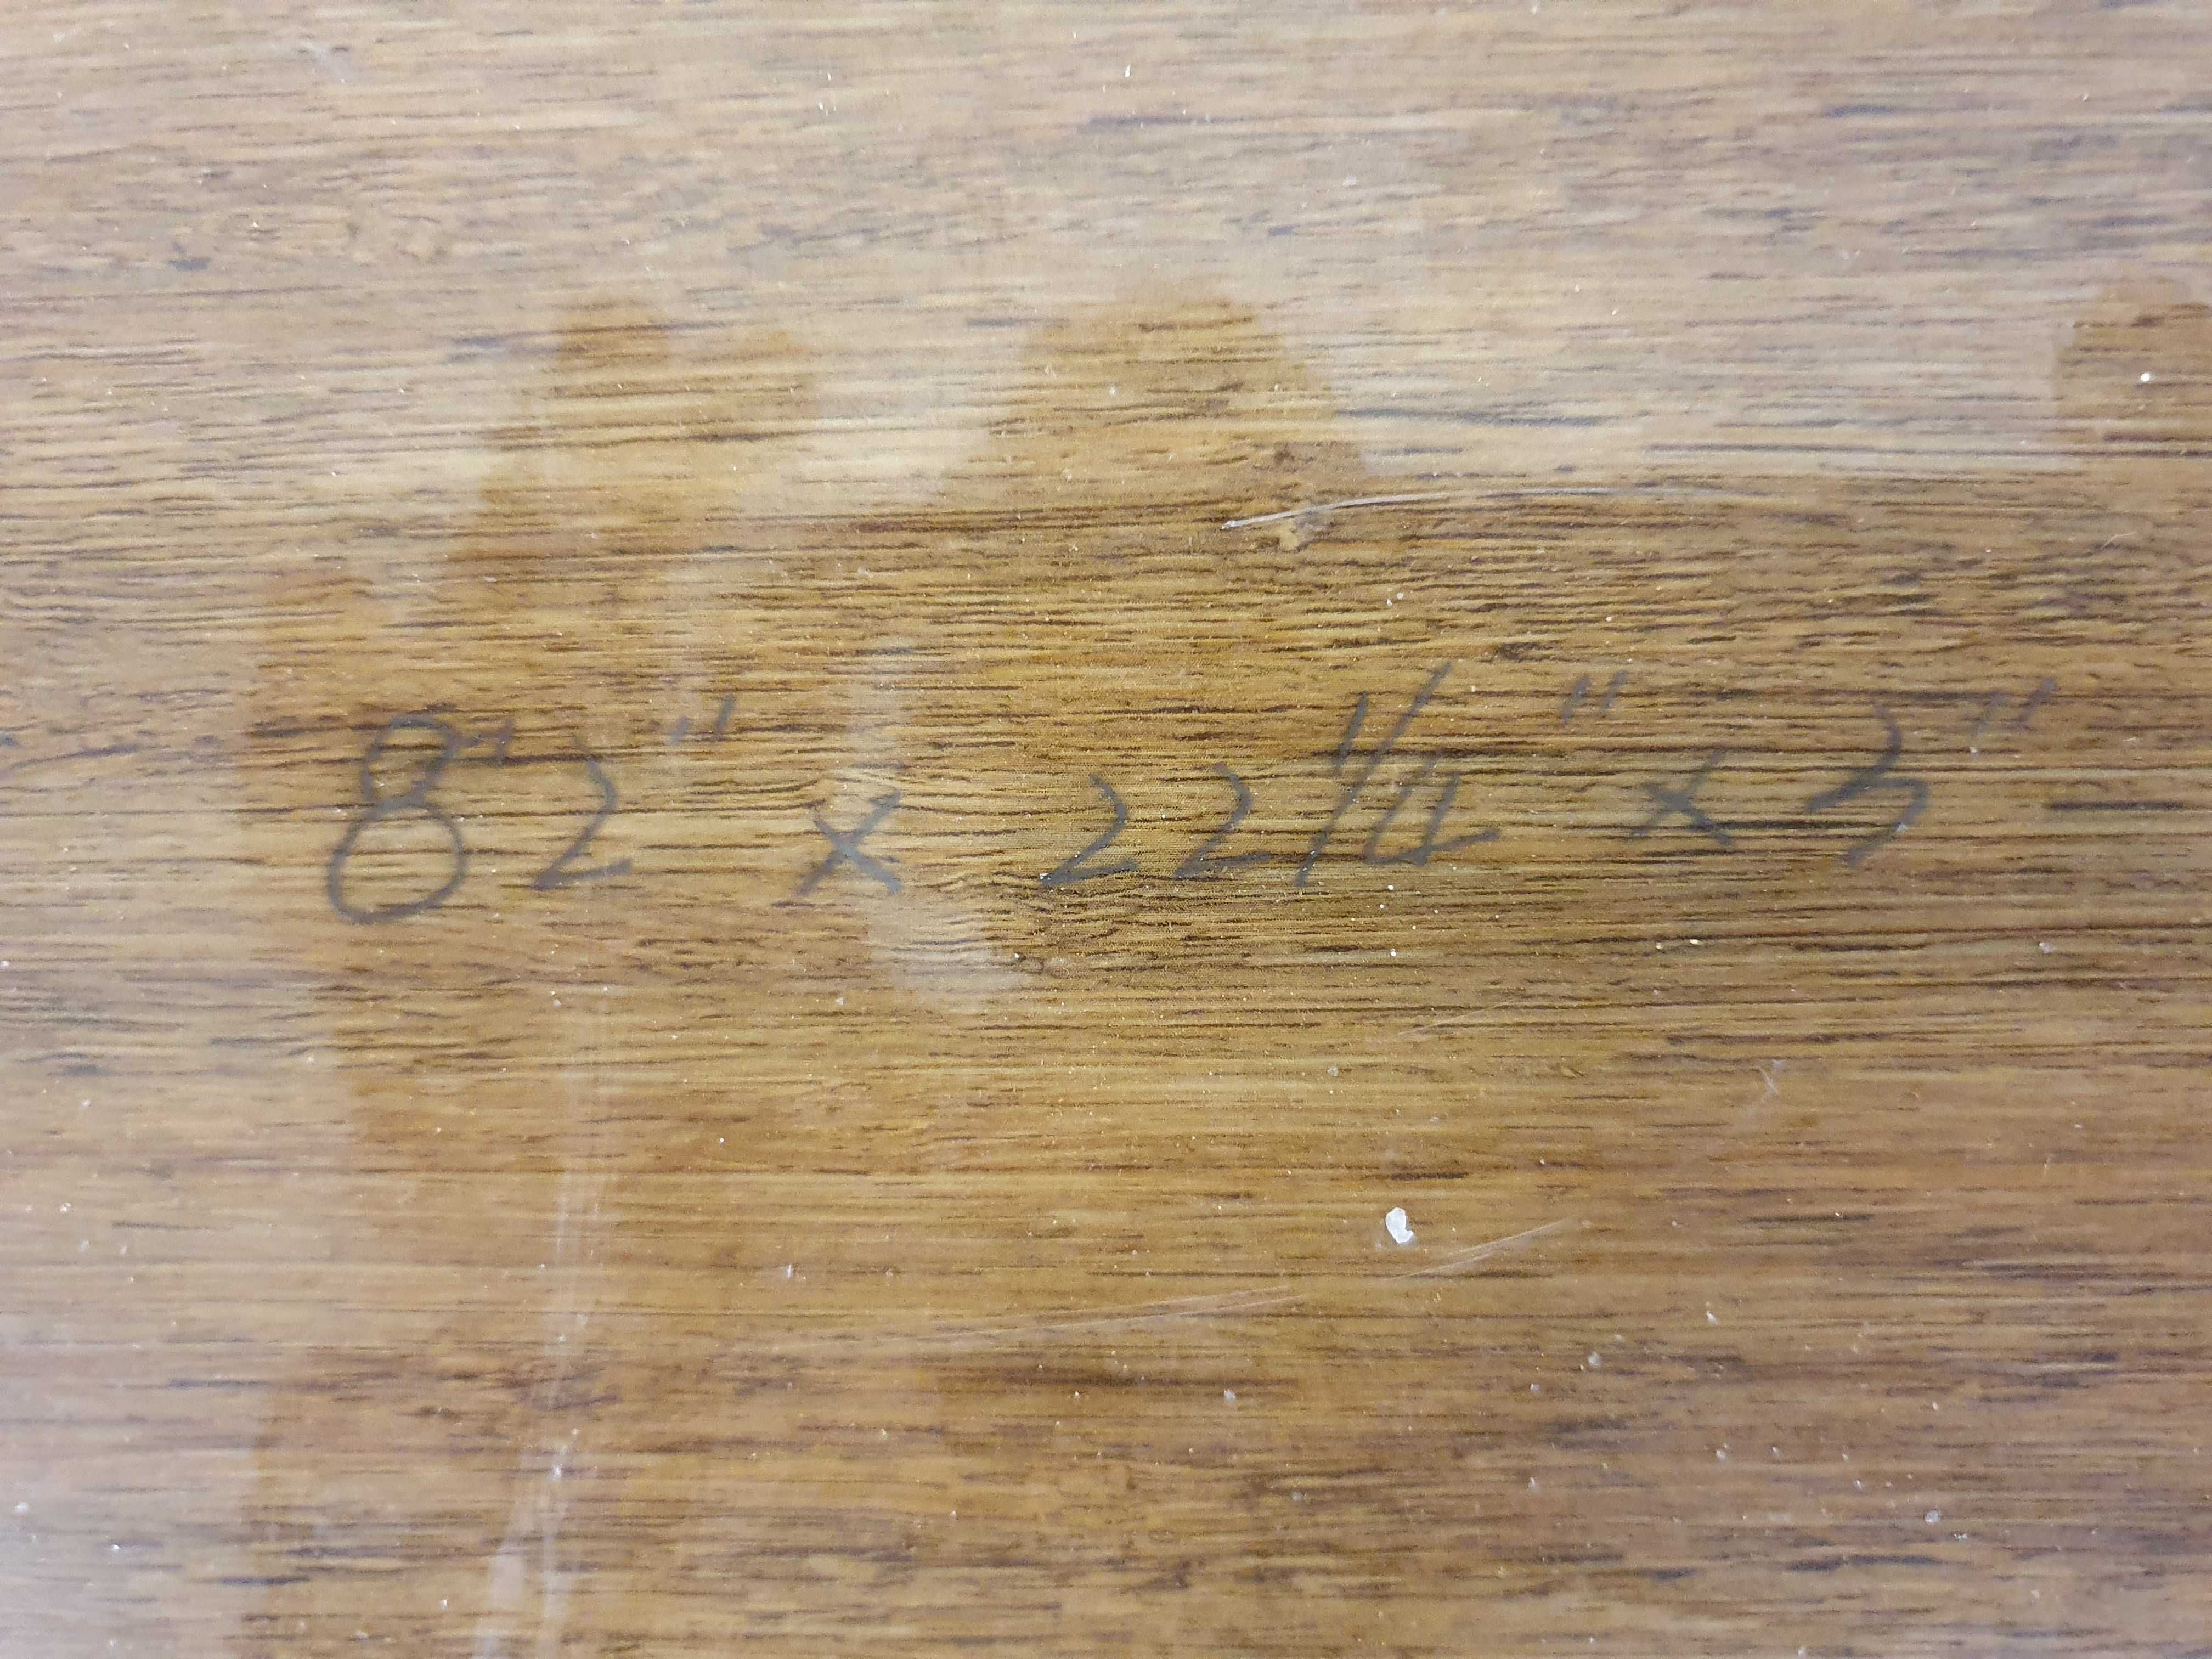 82" x 22 1/4" x 3"